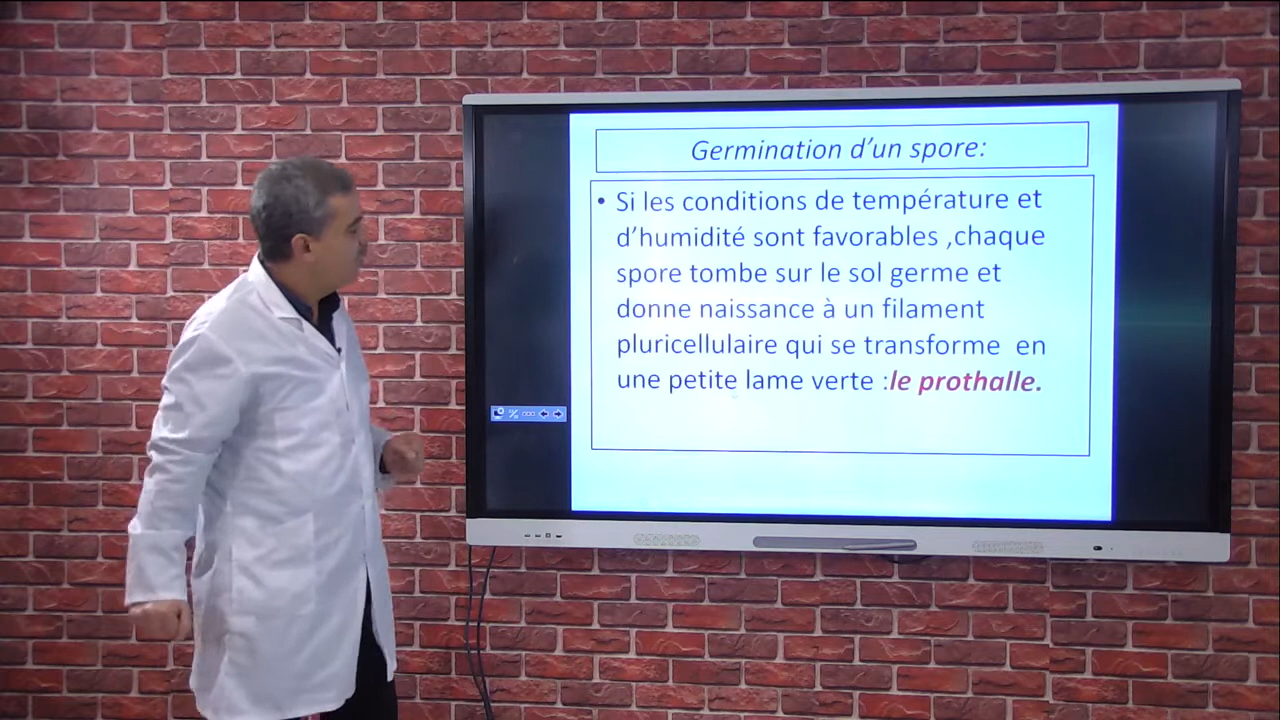 Germination d’un spore:
• Si les conditions de température et
d’humidité sont favorables ,chaque
spore tombe sur le sol germe et
donne naissance à un filament
pluricellulaire qui se transforme  en
une petite lame verte :le prothalle.